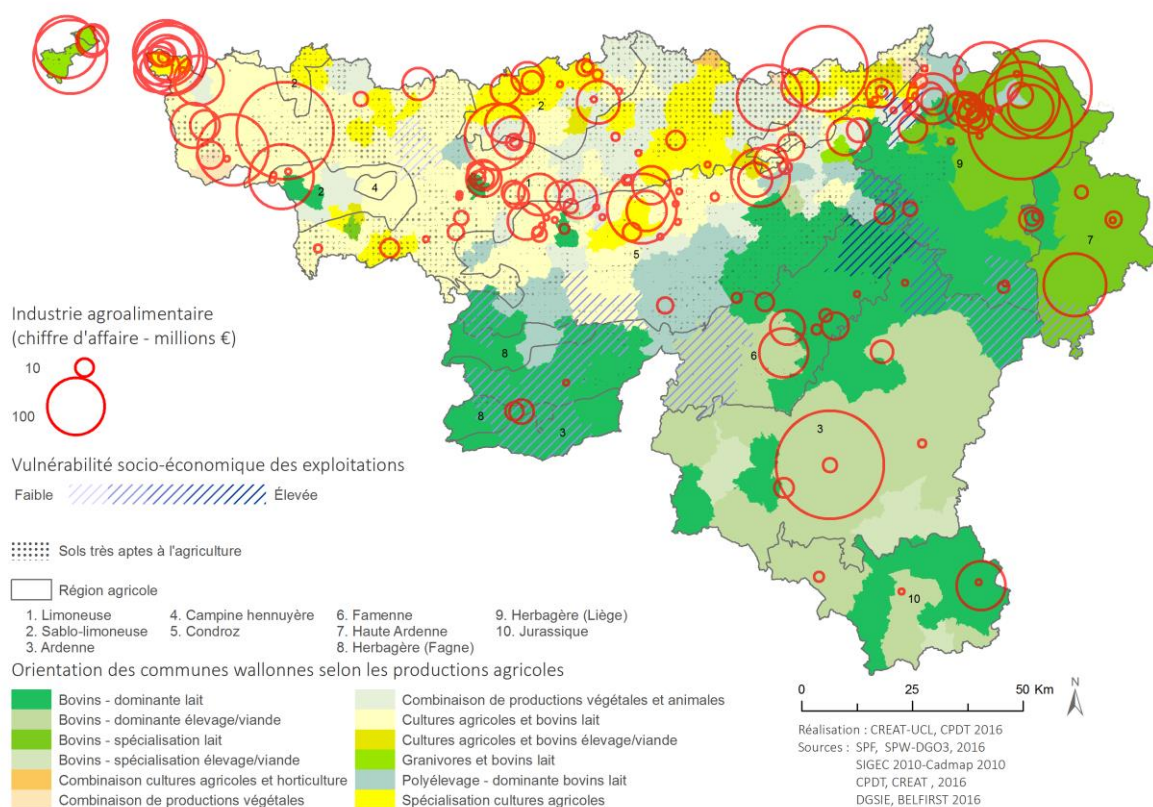 2
2
2
4
1
5
9
7
6
8
8
3
3
10
Industrie agroalimentaire
(chiffre d'affaire - millions €)
10
100
Vulnérabilité socio-économique des exploitations
Faible Élevée
Sols très aptes à l'agriculture
Région agricole
1. Limoneuse 4. Campine hennuyère 6. Famenne 9. Herbagère (Liège)
2. Sablo-limoneuse 5. Condroz 7. Haute Ardenne 10. Jurassique
3. Ardenne 8. Herbagère (Fagne)
Orientation des communes wallonnes selon les productions agricoles
Bovins - dominante lait Combinaison de productions végétales et animales
Bovins - dominante élevage/viande Cultures agricoles et bovins lait
Bovins - spécialisation lait Cultures agricoles et bovins élevage/viande
Bovins - spécialisation élevage/viande Granivores et bovins lait
Combinaison cultures agricoles et horticulture Polyélevage - dominante bovins lait
Combinaison de productions végétales Spécialisation cultures agricoles
0 25 50 Km
N
Réalisation : CREAT-UCL, CPDT 2016
Sources : SPF, SPW-DGO3, 2016
SIGEC 2010-Cadmap 2010
CPDT, CREAT , 2016
DGSIE, BELFIRST 2016